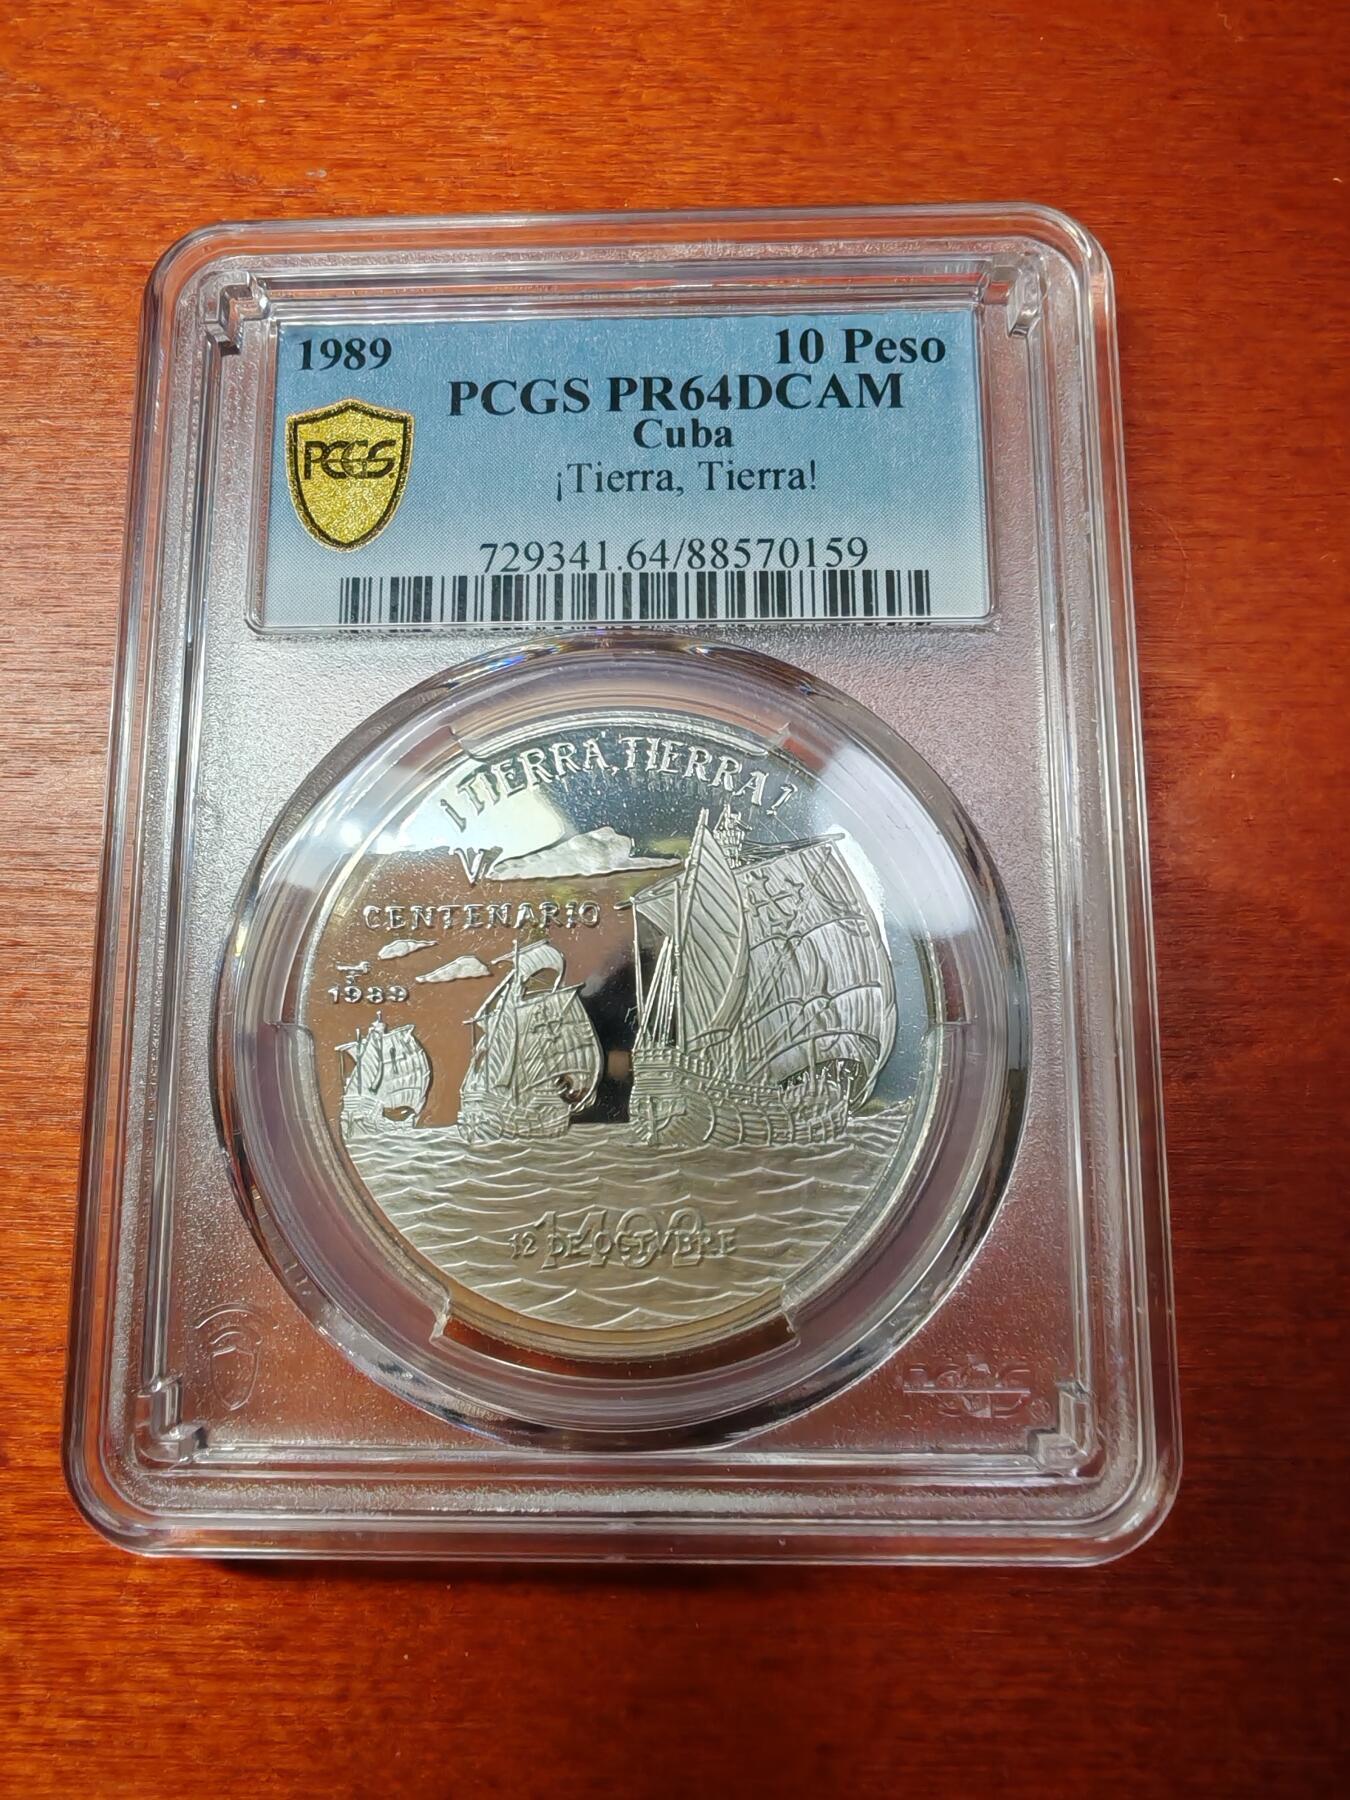 1989 10 Peso
PCGS PR64DCAM
Cuba
PCGS
¡Tierra, Tierra!
729341.64/88570159
¡TIERRA, TIERRA!
V
CENTENARIO
1989
1492
12 DE OCTVBRE